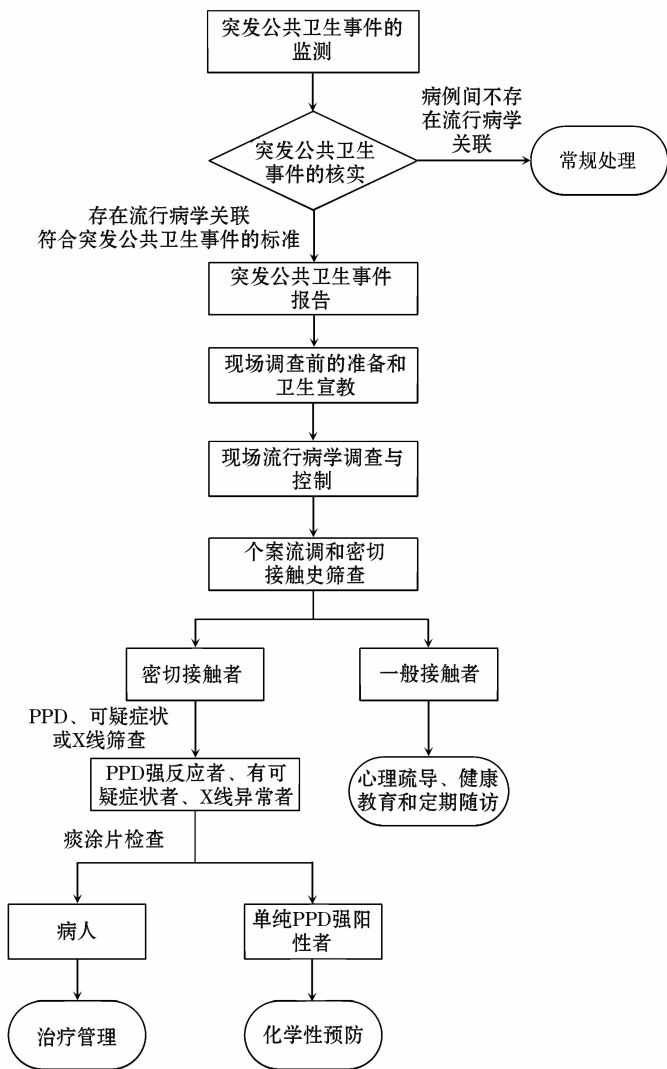 突发公共卫生事件的
监测
病例间不存
在流行病学
关联
突发公共卫生
事件的核实
常规处理
存在流行病学关联
符合突发公共卫生事件的标准
突发公共卫生事件
报告
现场调查前的准备和
卫生宣教
现场流行病学调查与
控制
个案流调和密切
接触史筛查
密切接触者
一般接触者
PPD、可疑症状
或X线筛查
PPD强反应者、有可
疑症状者、X线异常者
心理疏导、健康
教育和定期随访
痰涂片检查
病人
单纯PPD强阳
性者
治疗管理
化学性预防